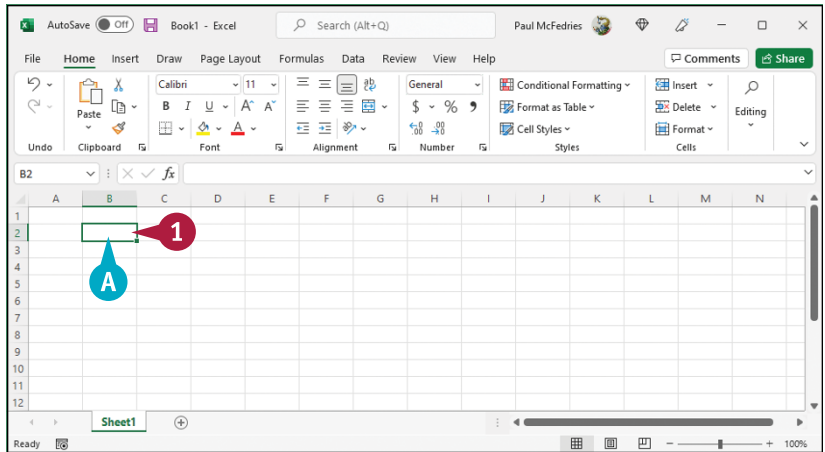 AutoSave Off Book1 - Excel Search (Alt+Q) Paul McFedries
File Home Insert Draw Page Layout Formulas Data Review View Help Comments Share
Calibri 11 ab General Conditional Formatting Insert
Paste B I U A A $ % 9 Format as Table Delete Editing
A Cell Styles Format
Undo Clipboard Font Alignment Number Styles Cells
B2 fx
A B C D E F G H I J K L M N
1
2 1
3
4
5 A
6
7
8
9
10
11
12
Sheet1
Ready 100%